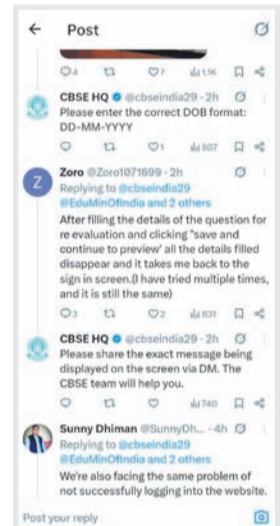 Post
4 7 1.1K
CBSE HQ @cbseindia29 · 2h
Please enter the correct DOB format:
DD-MM-YYYY
1 807
Z Zoro @Zoro1071699 · 2h
Replying to @cbseindia29
@EduMinOfIndia and 2 others
After filling the details of the question for
re evaluation and clicking "save and
continue to preview' all the details filled
disappear and it takes me back to the
sign in screen.(I have tried multiple times,
and it is still the same)
3 2 831
CBSE HQ @cbseindia29 · 2h
Please share the exact message being
displayed on the screen via DM. The
CBSE team will help you.
740
Sunny Dhiman @SunnyDh... · 4h
Replying to @cbseindia29
@EduMinOfIndia and 2 others
We're also facing the same problem of
not successfully logging into the website.
Post your reply